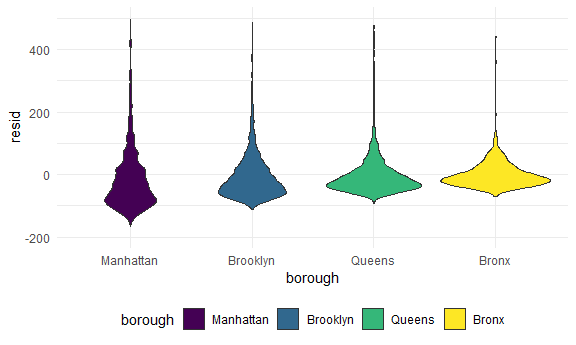 resid
400
200
0
-200
Manhattan Brooklyn Queens Bronx
borough
borough Manhattan Brooklyn Queens Bronx